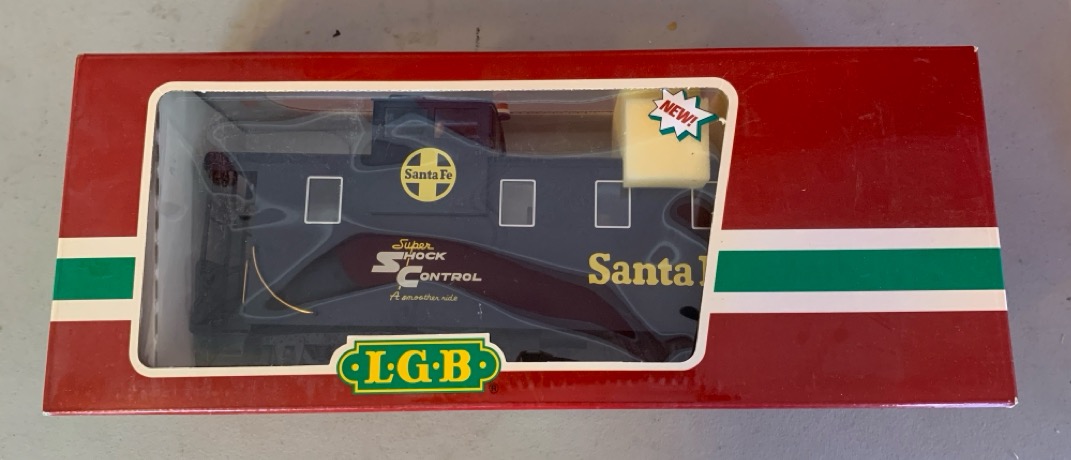 NEW!
Santa Fe
Super
SHOCK
CONTROL
A smoother ride
Santa
L·G·B
®